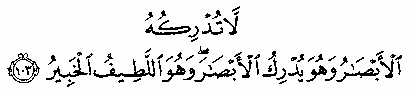 لَّا تُدْرِكُهُ
الْأَبْصَارُ وَهُوَ يُدْرِكُ الْأَبْصَارَ ۖ وَهُوَ اللَّطِيفُ الْخَبِيرُ ﴿١٠٣﴾